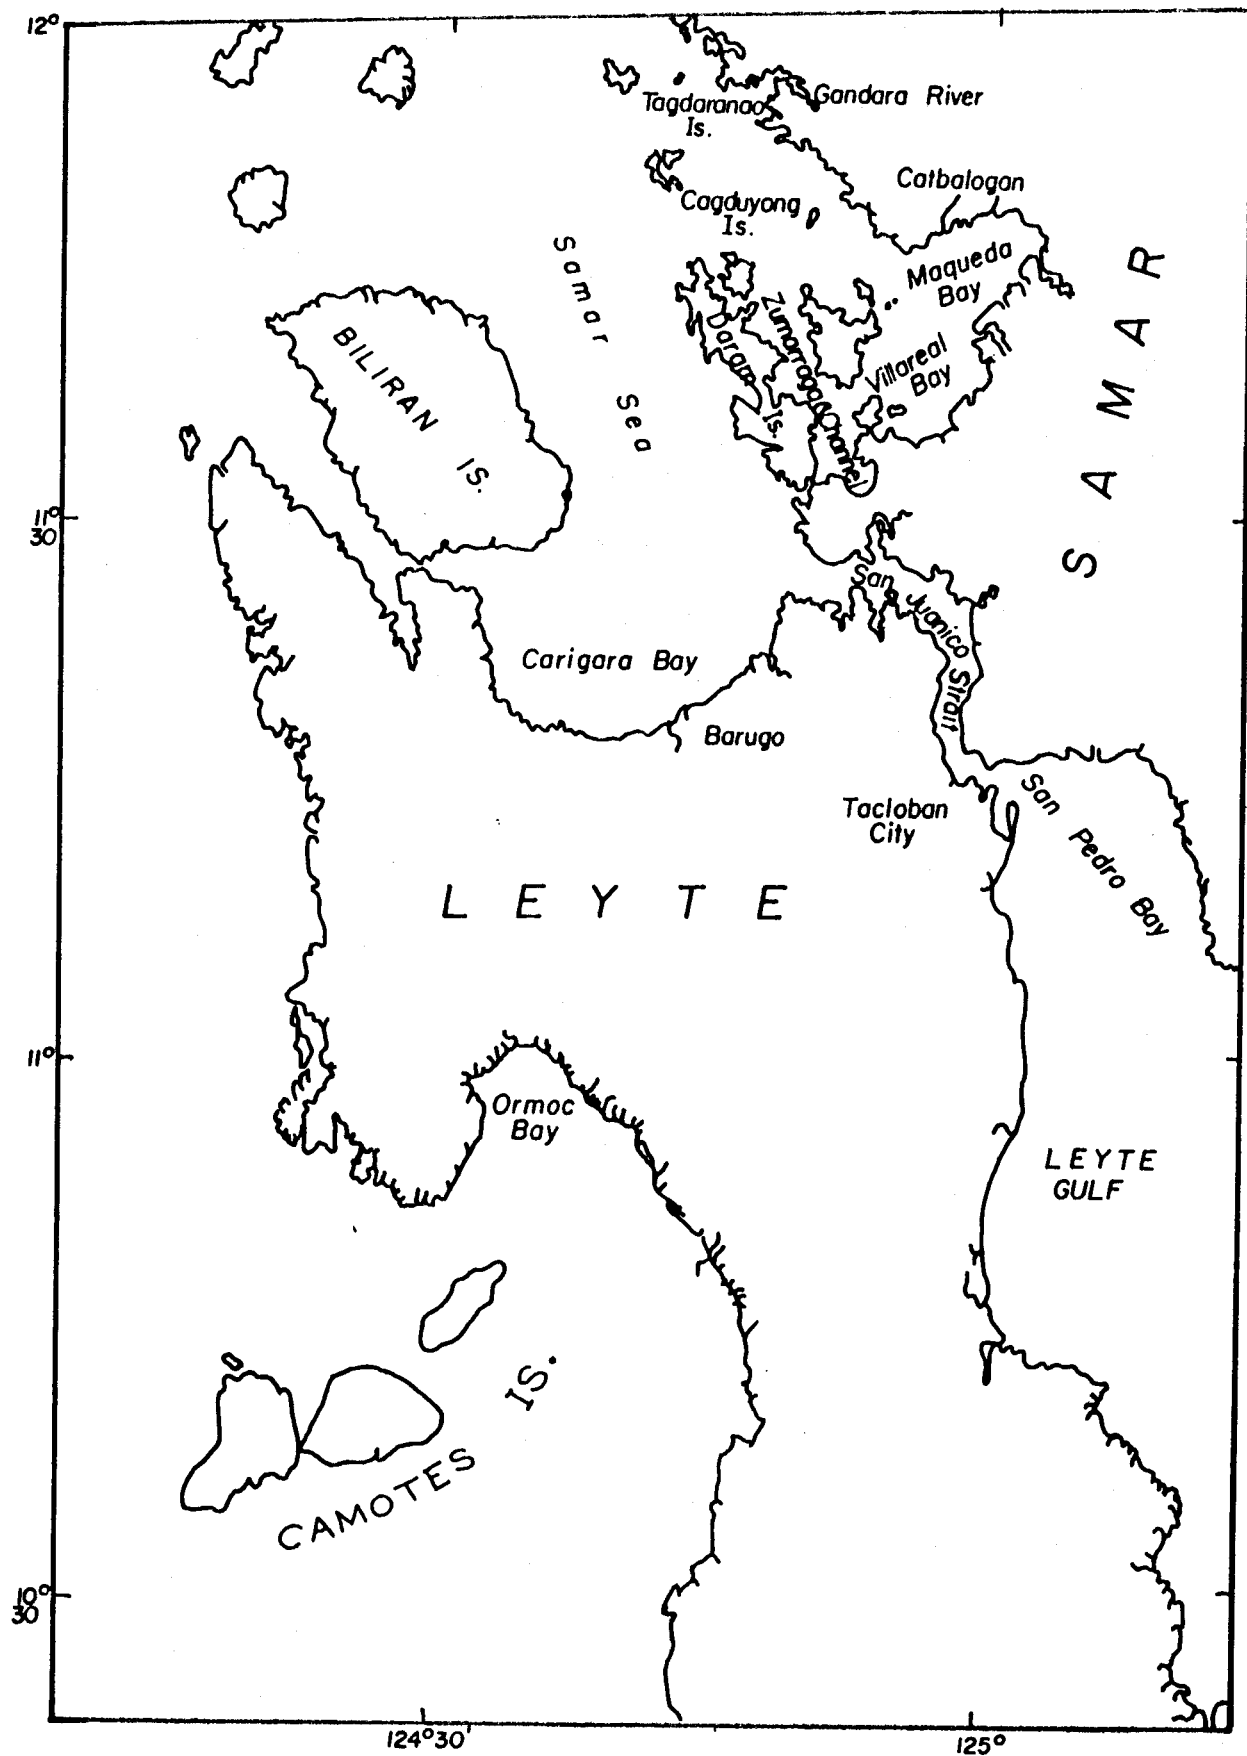 12°
Gandara River
Tagdaranao
Is.
Catbalogan
Cagduyong
Is.
Samar Sea
Maqueda
Bay
SAMAR
BILIRAN IS.
Daram Is.
Zumarraga Channel
Villareal
Bay
11°
30
San Juanico Strait
Carigara Bay
Barugo
Tacloban
City
San Pedro Bay
LEYTE
11°
Ormoc
Bay
LEYTE
GULF
CAMOTES IS.
10°
30
124°30'
125°